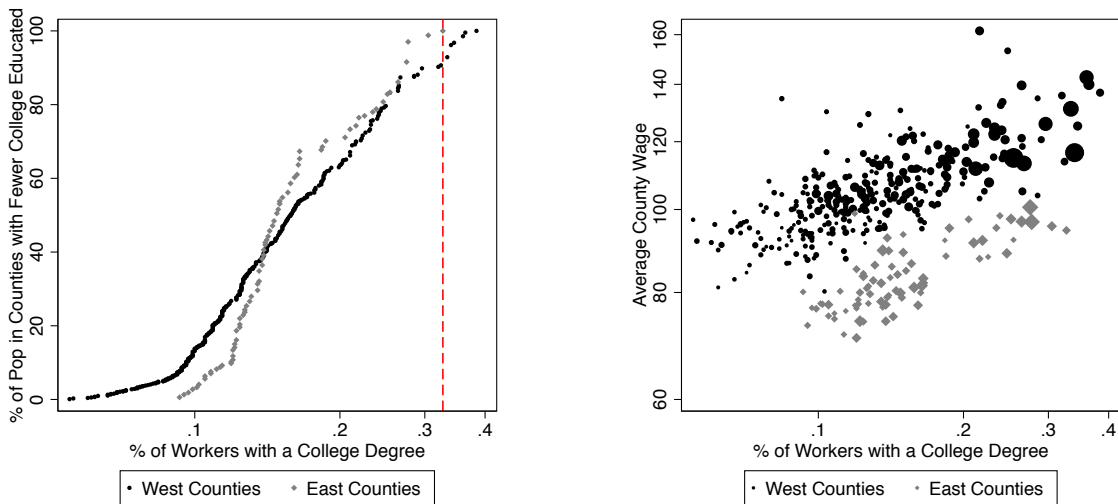 % of Pop in Counties with Fewer College Educated
100
80
60
40
20
0
.1
.2
.3
.4
% of Workers with a College Degree
West Counties
East Counties
Average County Wage
160
140
120
100
80
60
.1
.2
.3
.4
% of Workers with a College Degree
West Counties
East Counties